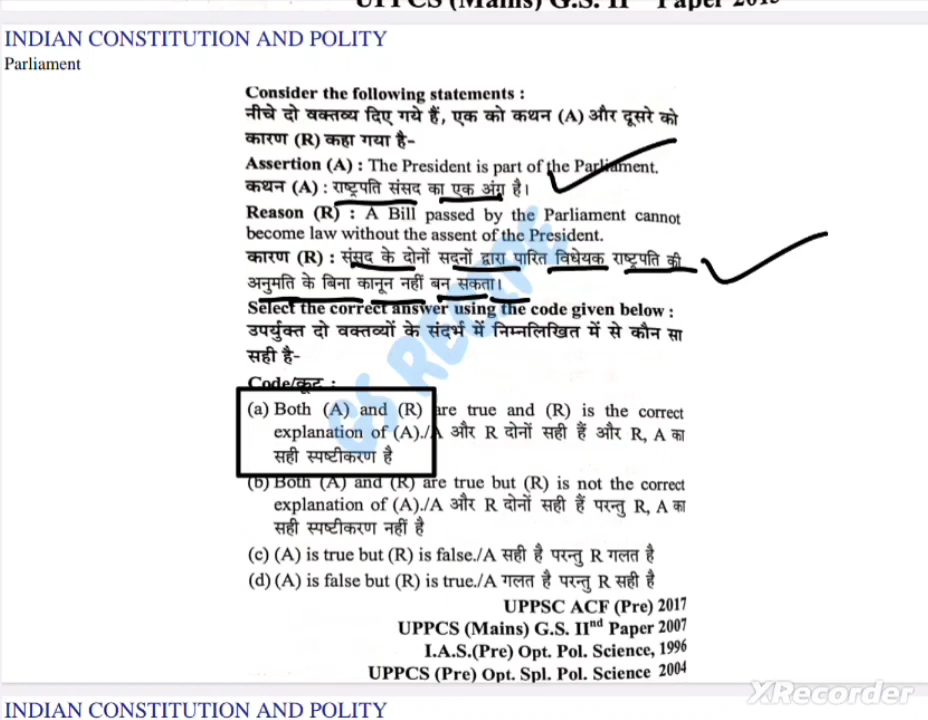 UPPCS (Mains) G.S. II Paper 2013
INDIAN CONSTITUTION AND POLITY
Parliament
Consider the following statements :
नीचे दो वक्तव्य दिए गये हैं, एक को कथन (A) और दूसरे को
कारण (R) कहा गया है-
Assertion (A) : The President is part of the Parliament.
कथन (A) : राष्ट्रपति संसद का एक अंग है।
Reason (R) : A Bill passed by the Parliament cannot
become law without the assent of the President.
कारण (R) : संसद के दोनों सदनों द्वारा पारित विधेयक राष्ट्रपति की
अनुमति के बिना कानून नहीं बन सकता।
Select the correct answer using the code given below :
उपर्युक्त दो वक्तव्यों के संदर्भ में निम्नलिखित में से कौन सा
सही है-
Code/कूट :
(a) Both (A) and (R) are true and (R) is the correct
explanation of (A)./A और R दोनों सही हैं और R, A का
सही स्पष्टीकरण है
(b) Both (A) and (R) are true but (R) is not the correct
explanation of (A)./A और R दोनों सही हैं परन्तु R, A का
सही स्पष्टीकरण नहीं है
(c) (A) is true but (R) is false./A सही है परन्तु R गलत है
(d) (A) is false but (R) is true./A गलत है परन्तु R सही है
UPPSC ACF (Pre) 2017
UPPCS (Mains) G.S. IInd Paper 2007
I.A.S.(Pre) Opt. Pol. Science, 1996
UPPCS (Pre) Opt. Spl. Pol. Science 2004
GS RECIPE
XRecorder
INDIAN CONSTITUTION AND POLITY